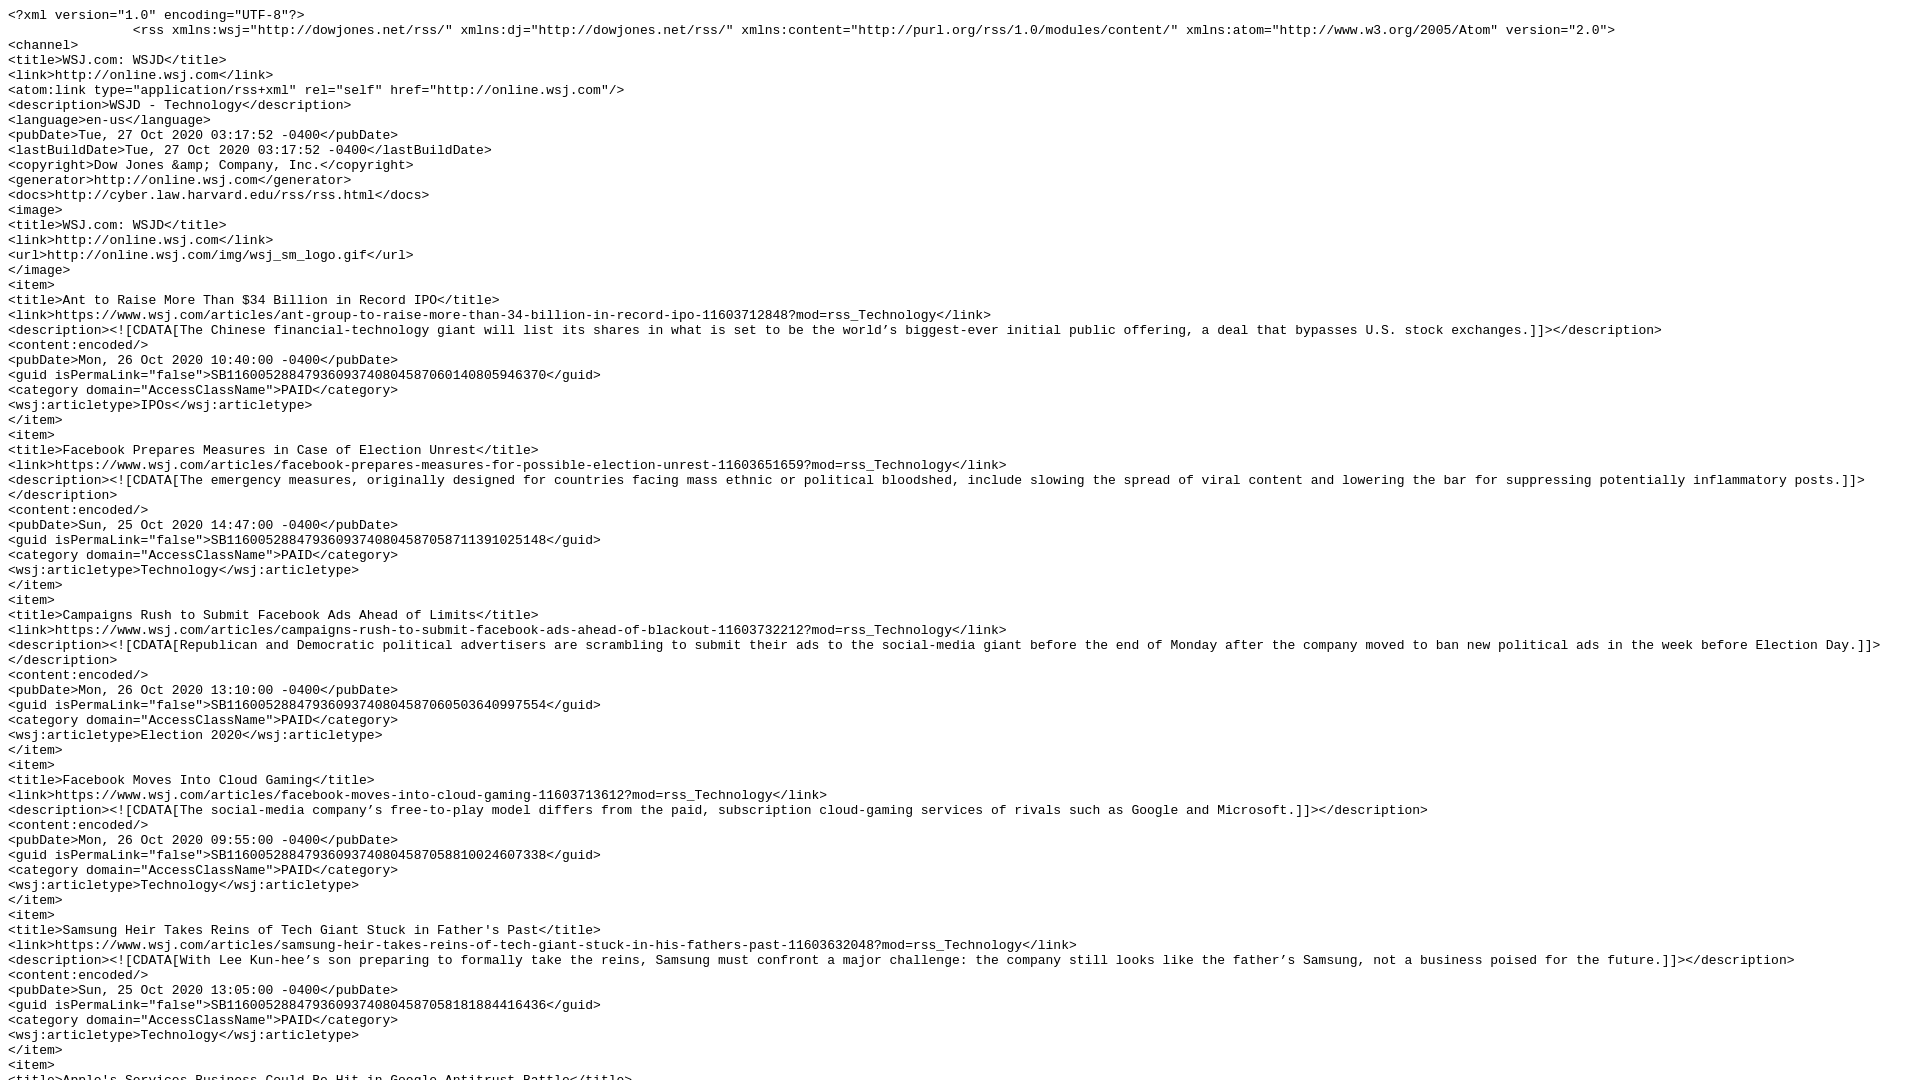 <?xml version="1.0" encoding="UTF-8"?>
<rss xmlns:wsj="http://dowjones.net/rss/" xmlns:dj="http://dowjones.net/rss/" xmlns:content="http://purl.org/rss/1.0/modules/content/" xmlns:atom="http://www.w3.org/2005/Atom" version="2.0">
<channel>
<title>WSJ.com: WSJD</title>
<link>http://online.wsj.com</link>
<atom:link type="application/rss+xml" rel="self" href="http://online.wsj.com"/>
<description>WSJD - Technology</description>
<language>en-us</language>
<pubDate>Tue, 27 Oct 2020 03:17:52 -0400</pubDate>
<lastBuildDate>Tue, 27 Oct 2020 03:17:52 -0400</lastBuildDate>
<copyright>Dow Jones &amp; Company, Inc.</copyright>
<generator>http://online.wsj.com</generator>
<docs>http://cyber.law.harvard.edu/rss/rss.html</docs>
<image>
<title>WSJ.com: WSJD</title>
<link>http://online.wsj.com</link>
<url>http://online.wsj.com/img/wsj_sm_logo.gif</url>
</image>
<item>
<title>Ant to Raise More Than $34 Billion in Record IPO</title>
<link>https://www.wsj.com/articles/ant-group-to-raise-more-than-34-billion-in-record-ipo-11603712848?mod=rss_Technology</link>
<description><![CDATA[The Chinese financial-technology giant will list its shares in what is set to be the world’s biggest-ever initial public offering, a deal that bypasses U.S. stock exchanges.]]></description>
<content:encoded/>
<pubDate>Mon, 26 Oct 2020 10:40:00 -0400</pubDate>
<guid isPermaLink="false">SB11600528847936093740804587060140805946370</guid>
<category domain="AccessClassName">PAID</category>
<wsj:articletype>IPOs</wsj:articletype>
</item>
<item>
<title>Facebook Prepares Measures in Case of Election Unrest</title>
<link>https://www.wsj.com/articles/facebook-prepares-measures-for-possible-election-unrest-11603651659?mod=rss_Technology</link>
<description><![CDATA[The emergency measures, originally designed for countries facing mass ethnic or political bloodshed, include slowing the spread of viral content and lowering the bar for suppressing potentially inflammatory posts.]]>
</description>
<content:encoded/>
<pubDate>Sun, 25 Oct 2020 14:47:00 -0400</pubDate>
<guid isPermaLink="false">SB11600528847936093740804587058711391025148</guid>
<category domain="AccessClassName">PAID</category>
<wsj:articletype>Technology</wsj:articletype>
</item>
<item>
<title>Campaigns Rush to Submit Facebook Ads Ahead of Limits</title>
<link>https://www.wsj.com/articles/campaigns-rush-to-submit-facebook-ads-ahead-of-blackout-11603732212?mod=rss_Technology</link>
<description><![CDATA[Republican and Democratic political advertisers are scrambling to submit their ads to the social-media giant before the end of Monday after the company moved to ban new political ads in the week before Election Day.]]>
</description>
<content:encoded/>
<pubDate>Mon, 26 Oct 2020 13:10:00 -0400</pubDate>
<guid isPermaLink="false">SB11600528847936093740804587060503640997554</guid>
<category domain="AccessClassName">PAID</category>
<wsj:articletype>Election 2020</wsj:articletype>
</item>
<item>
<title>Facebook Moves Into Cloud Gaming</title>
<link>https://www.wsj.com/articles/facebook-moves-into-cloud-gaming-11603713612?mod=rss_Technology</link>
<description><![CDATA[The social-media company’s free-to-play model differs from the paid, subscription cloud-gaming services of rivals such as Google and Microsoft.]]></description>
<content:encoded/>
<pubDate>Mon, 26 Oct 2020 09:55:00 -0400</pubDate>
<guid isPermaLink="false">SB11600528847936093740804587058810024607338</guid>
<category domain="AccessClassName">PAID</category>
<wsj:articletype>Technology</wsj:articletype>
</item>
<item>
<title>Samsung Heir Takes Reins of Tech Giant Stuck in Father's Past</title>
<link>https://www.wsj.com/articles/samsung-heir-takes-reins-of-tech-giant-stuck-in-his-fathers-past-11603632048?mod=rss_Technology</link>
<description><![CDATA[With Lee Kun-hee’s son preparing to formally take the reins, Samsung must confront a major challenge: the company still looks like the father’s Samsung, not a business poised for the future.]]></description>
<content:encoded/>
<pubDate>Sun, 25 Oct 2020 13:05:00 -0400</pubDate>
<guid isPermaLink="false">SB11600528847936093740804587058181884416436</guid>
<category domain="AccessClassName">PAID</category>
<wsj:articletype>Technology</wsj:articletype>
</item>
<item>
<title>Apple's Services Business Could Be Hit in Google Antitrust Battle</title>